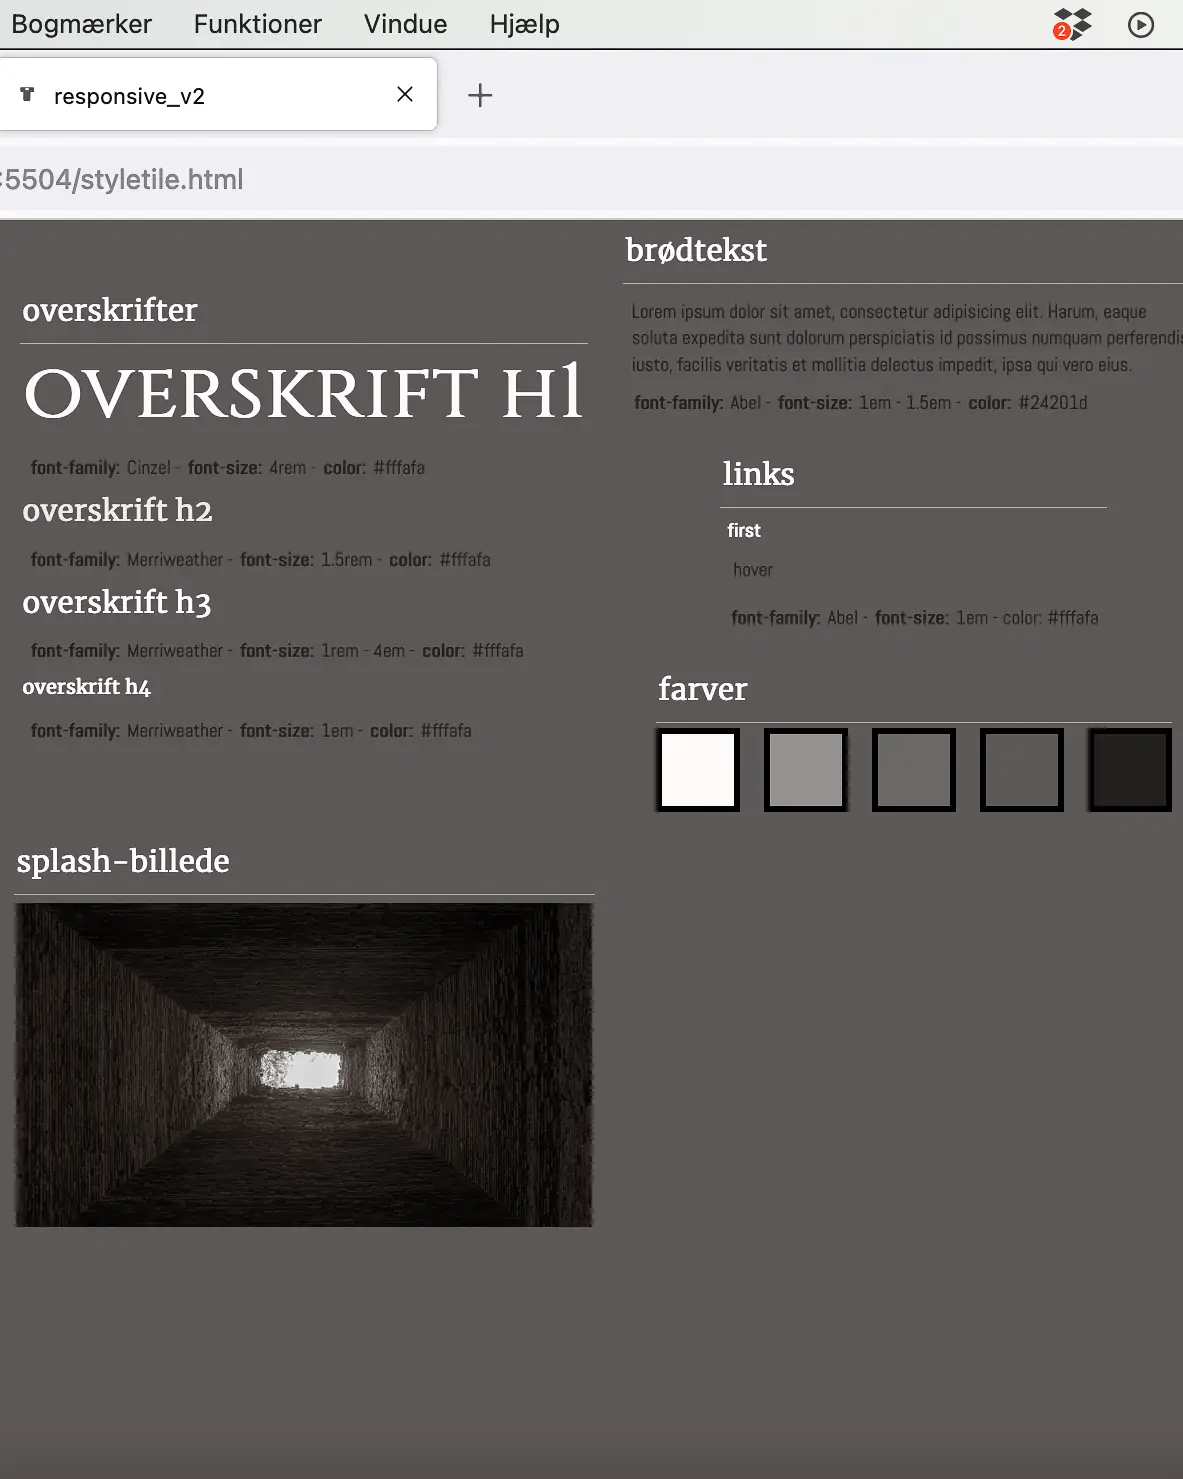 Bogmærker Funktioner Vindue Hjælp
2
responsive_v2
:5504/styletile.html
overskrifter
OVERSKRIFT H1
font-family: Cinzel - font-size: 4rem - color: #fffafa
overskrift h2
font-family: Merriweather - font-size: 1.5rem - color: #fffafa
overskrift h3
font-family: Merriweather - font-size: 1rem - 4em - color: #fffafa
overskrift h4
font-family: Merriweather - font-size: 1em - color: #fffafa
splash-billede
brødtekst
Lorem ipsum dolor sit amet, consectetur adipisicing elit. Harum, eaque
soluta expedita sunt dolorum perspiciatis id possimus numquam perferendis
iusto, facilis veritatis et mollitia delectus impedit, ipsa qui vero eius.
font-family: Abel - font-size: 1em - 1.5em - color: #24201d
links
first
hover
font-family: Abel - font-size: 1em - color: #fffafa
farver